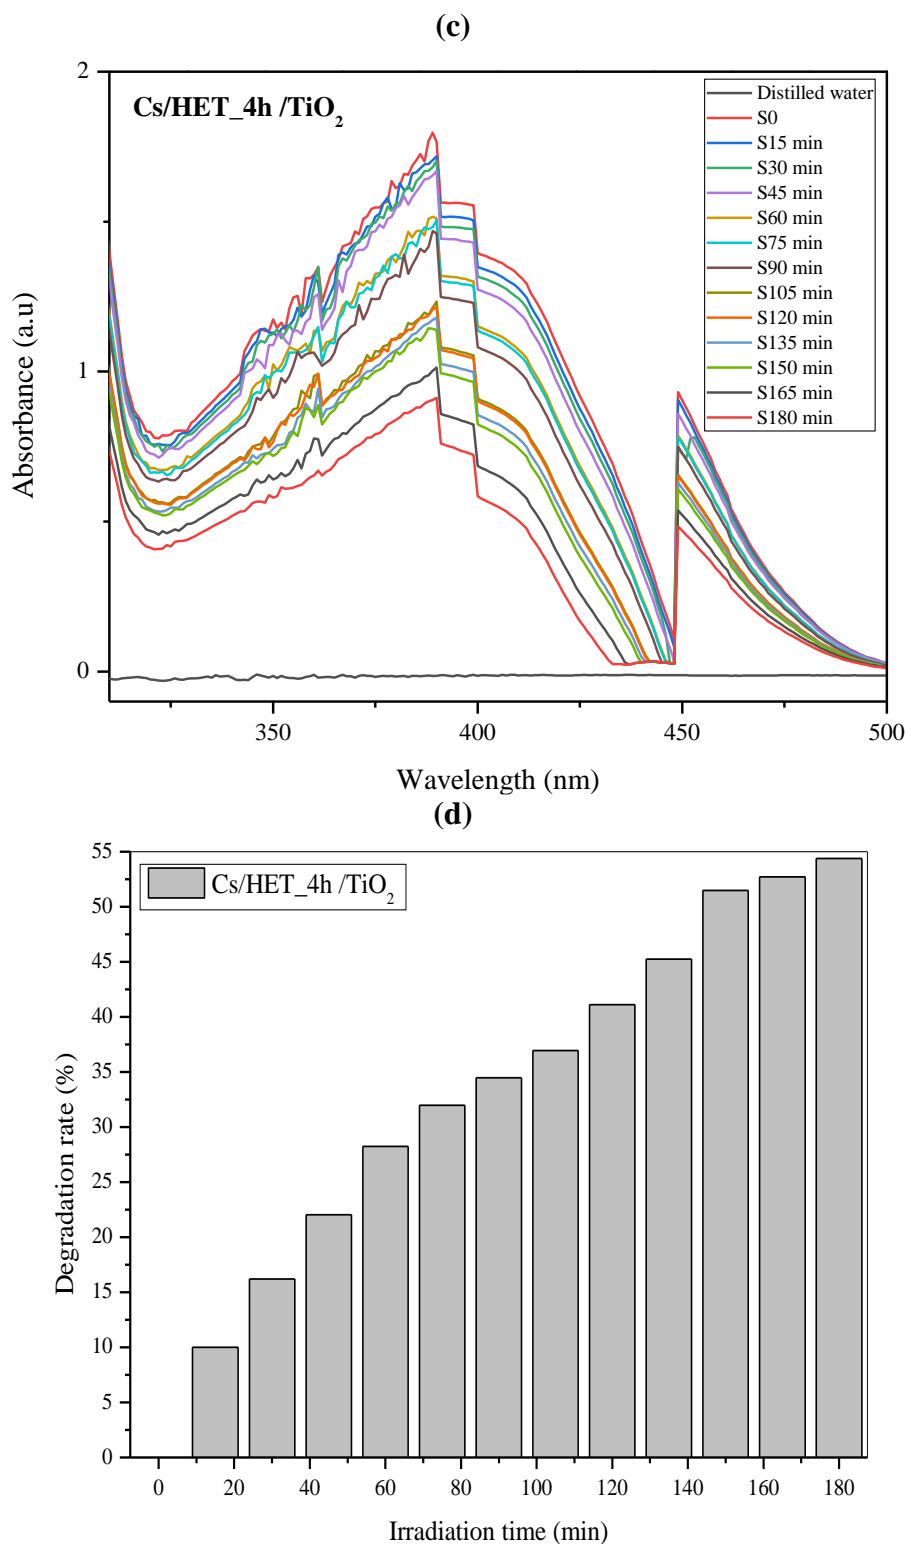 (c)
2
Cs/HET_4h /TiO₂
Distilled water
S0
S15 min
S30 min
S45 min
S60 min
S75 min
S90 min
S105 min
S120 min
S135 min
S150 min
S165 min
S180 min
Absorbance (a.u)
1
0
350 400 450 500
Wavelength (nm)
(d)
55
Cs/HET_4h /TiO₂
50
45
40
35
30
25
20
15
10
5
0
Degradation rate (%)
0 20 40 60 80 100 120 140 160 180
Irradiation time (min)